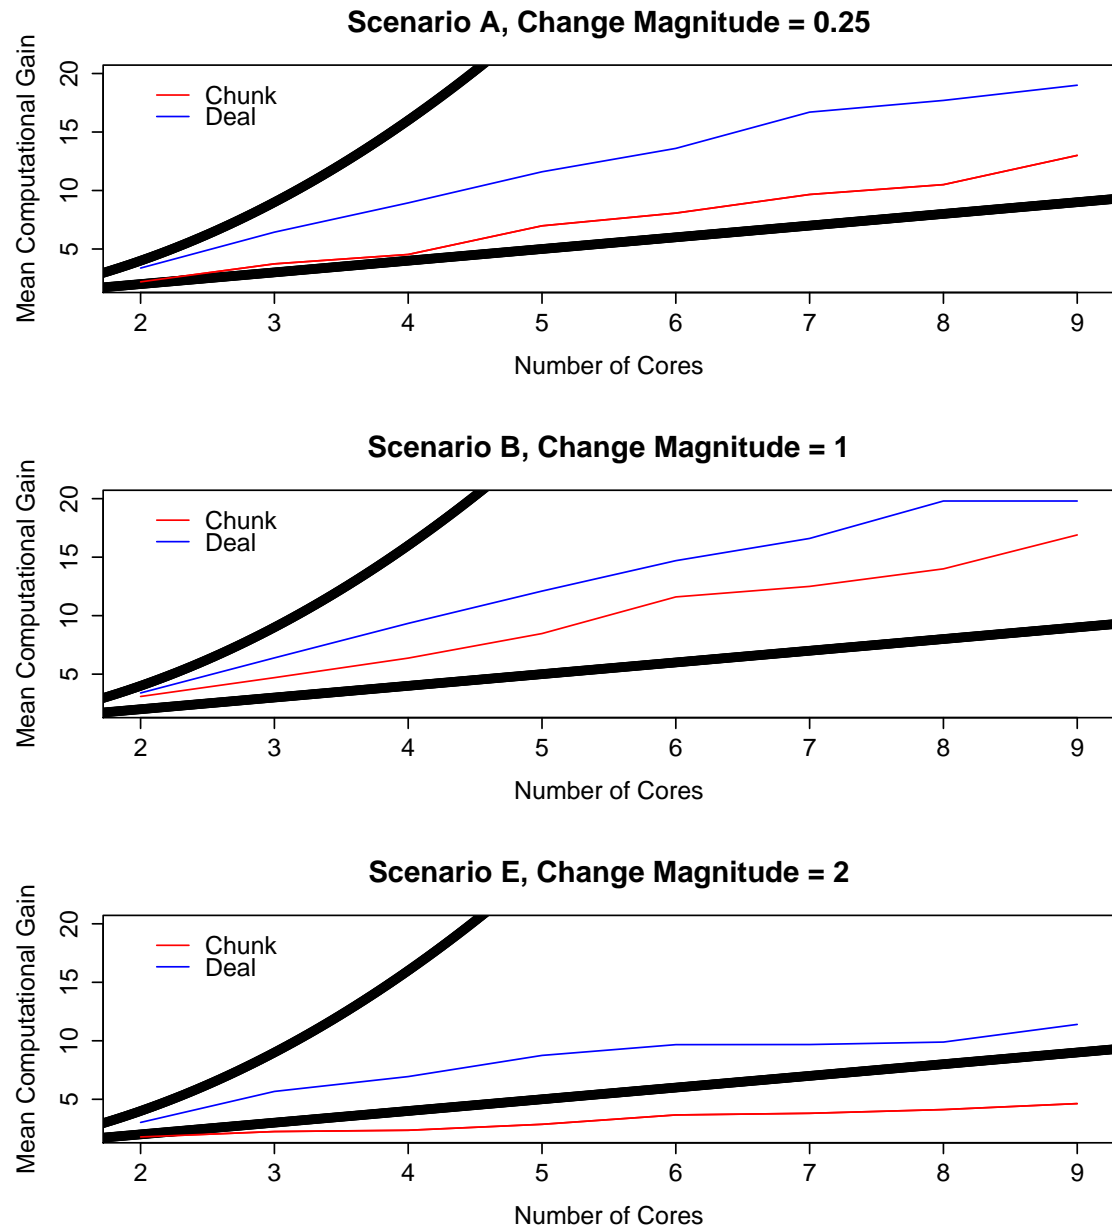 Scenario A, Change Magnitude = 0.25
Mean Computational Gain
20
15
10
5
Chunk
Deal
2 3 4 5 6 7 8 9
Number of Cores
Scenario B, Change Magnitude = 1
Mean Computational Gain
20
15
10
5
Chunk
Deal
2 3 4 5 6 7 8 9
Number of Cores
Scenario E, Change Magnitude = 2
Mean Computational Gain
20
15
10
5
Chunk
Deal
2 3 4 5 6 7 8 9
Number of Cores